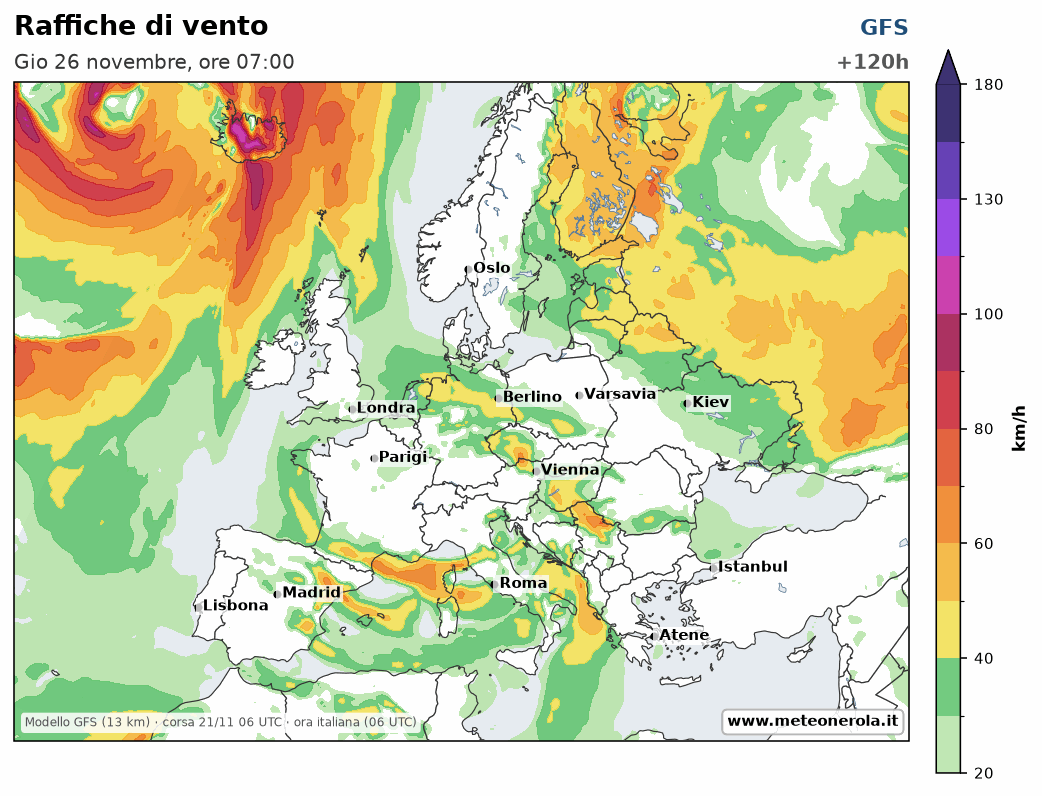 Raffiche di vento
GFS
Gio 26 novembre, ore 07:00
+120h
180
130
100
80
60
40
20
km/h
Oslo
Londra
Berlino
Varsavia
Kiev
Parigi
Vienna
Istanbul
Madrid
Roma
Lisbona
Atene
Modello GFS (13 km) · corsa 21/11 06 UTC · ora italiana (06 UTC)
www.meteonerola.it